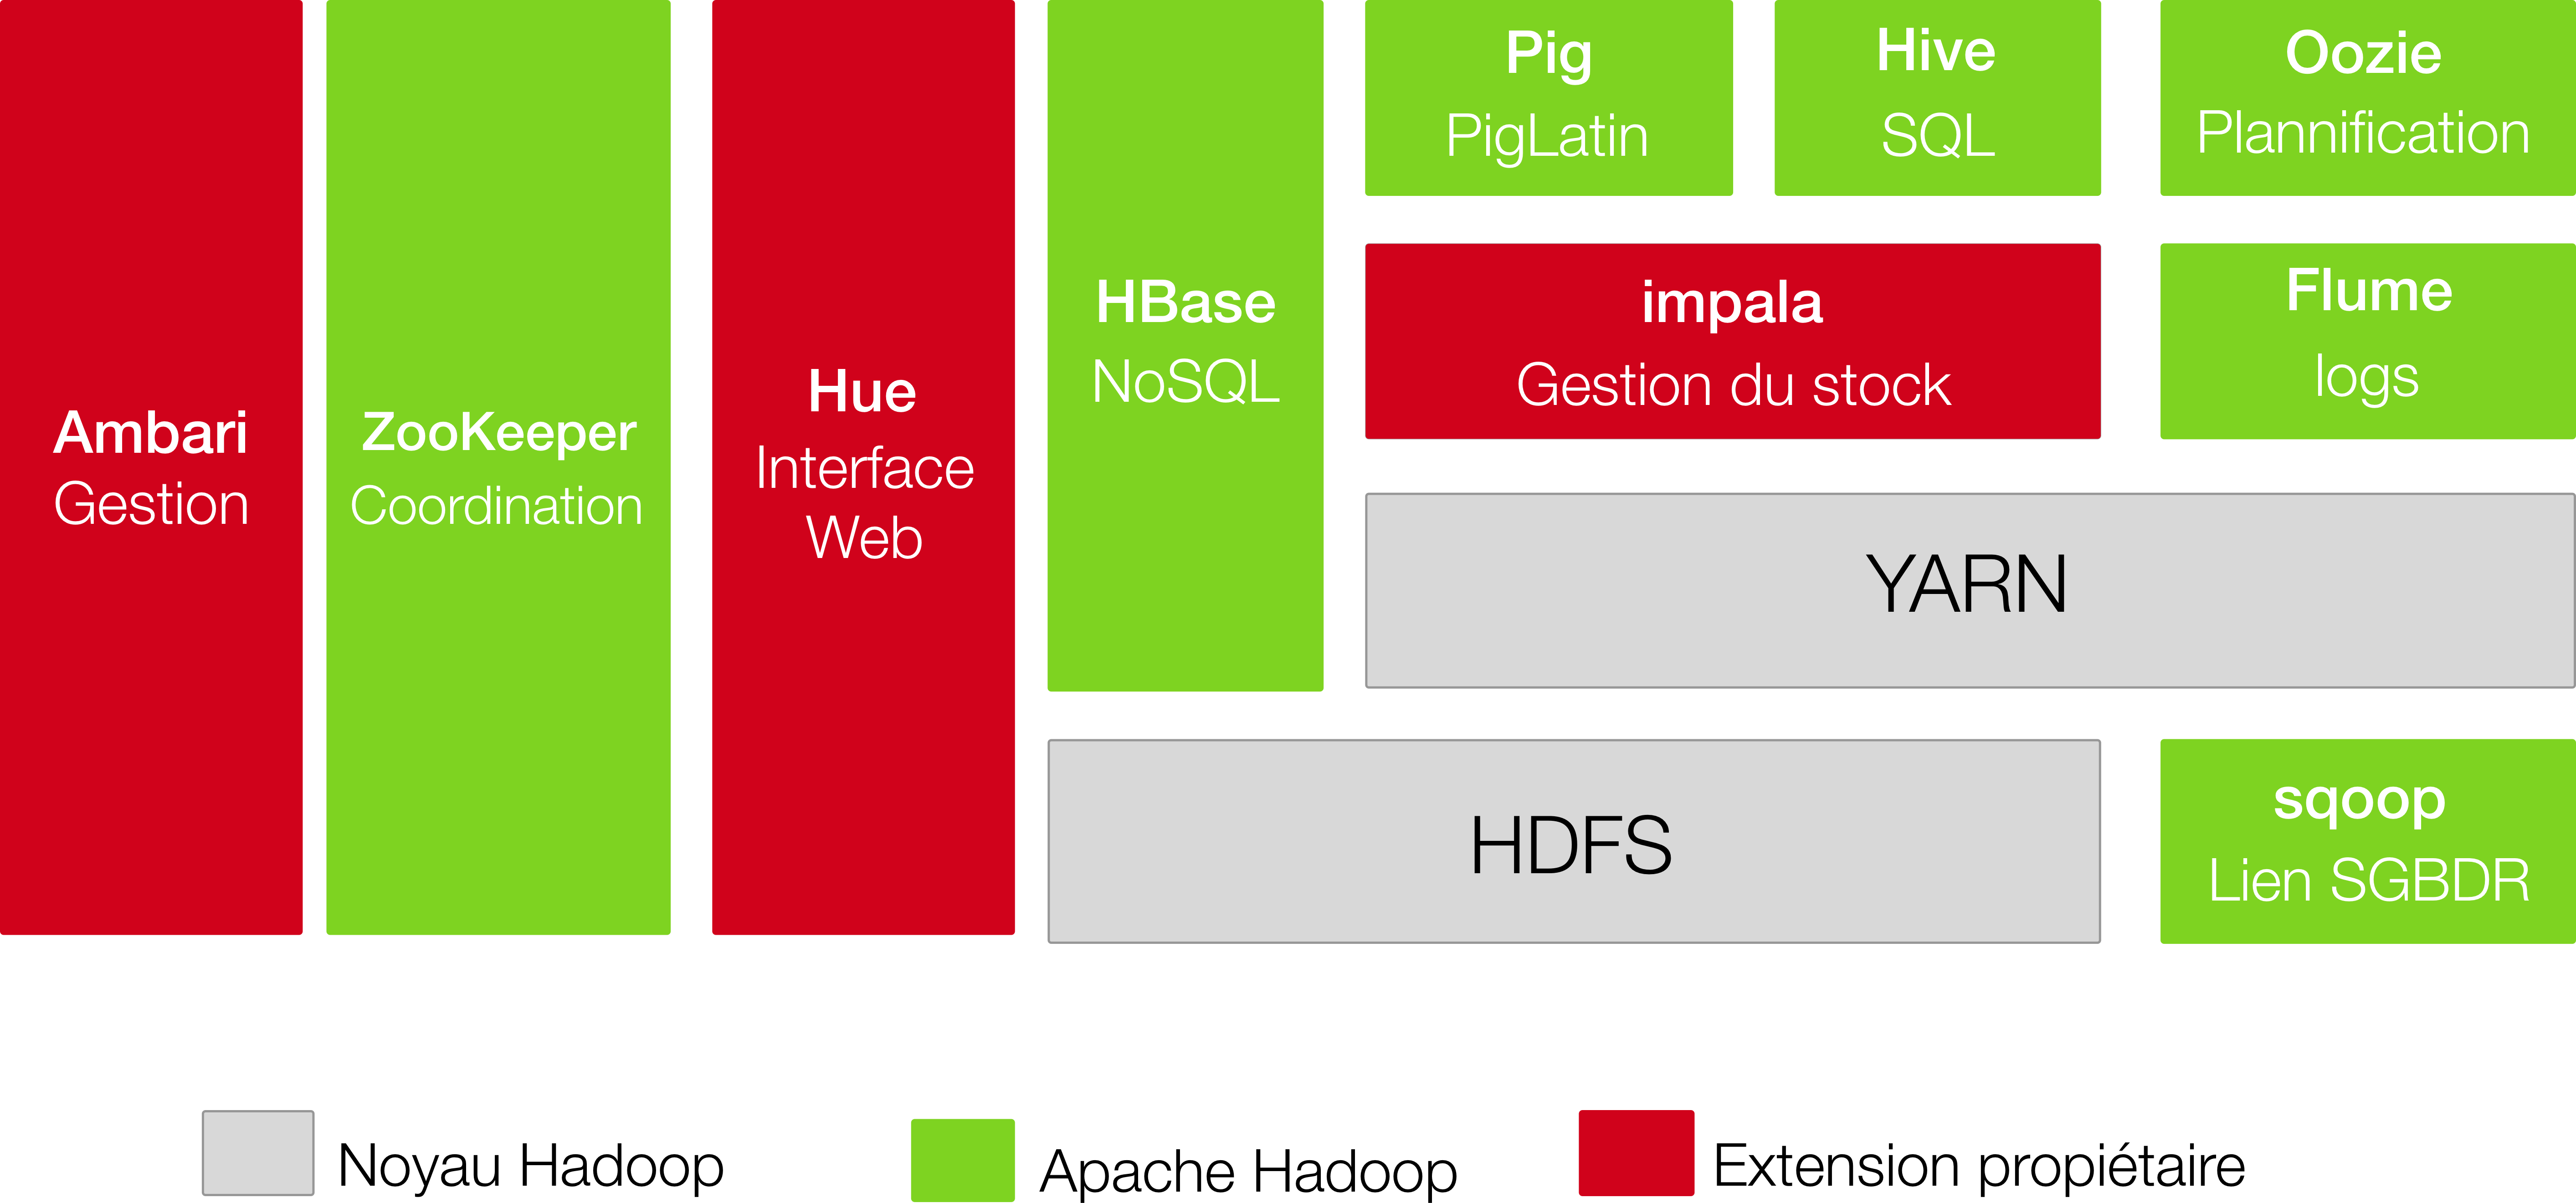 Ambari
Gestion
ZooKeeper
Coordination
Hue
Interface
Web
HBase
NoSQL
Pig
PigLatin
Hive
SQL
Oozie
Plannification
impala
Gestion du stock
Flume
logs
YARN
HDFS
sqoop
Lien SGBDR
Noyau Hadoop
Apache Hadoop
Extension propiétaire